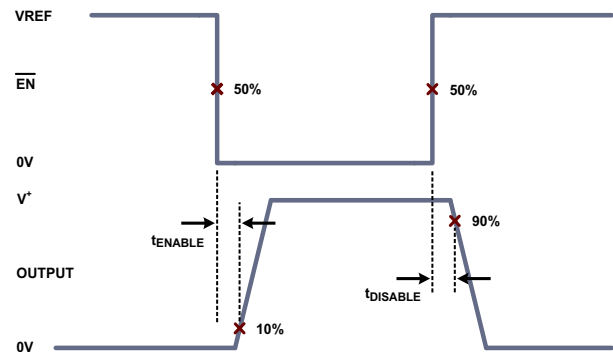 VREF
EN
50%
50%
0V
V+
tENABLE
90%
OUTPUT
tDISABLE
10%
0V